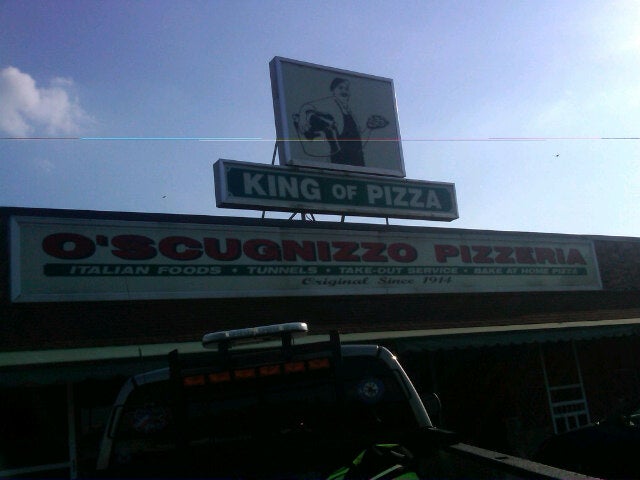 KING OF PIZZA
O'SCUGNIZZO PIZZERIA
ITALIAN FOODS • TUNNELS • TAKE-OUT SERVICE • BAKE AT HOME PIZZA
Original Since 1914